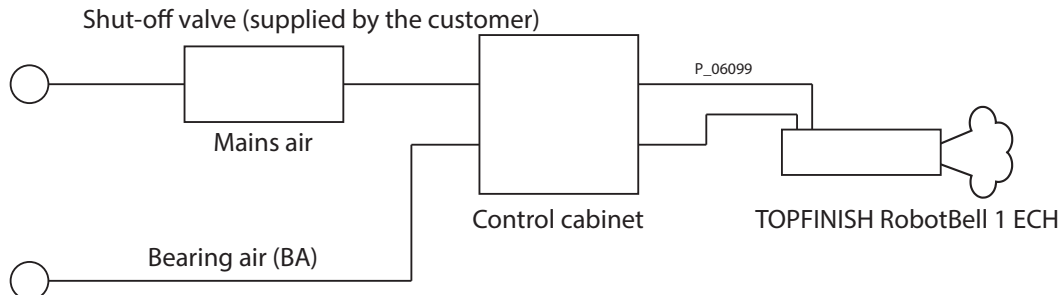 Shut-off valve (supplied by the customer)
P_06099
Mains air
Control cabinet
TOPFINISH RobotBell 1 ECH
Bearing air (BA)